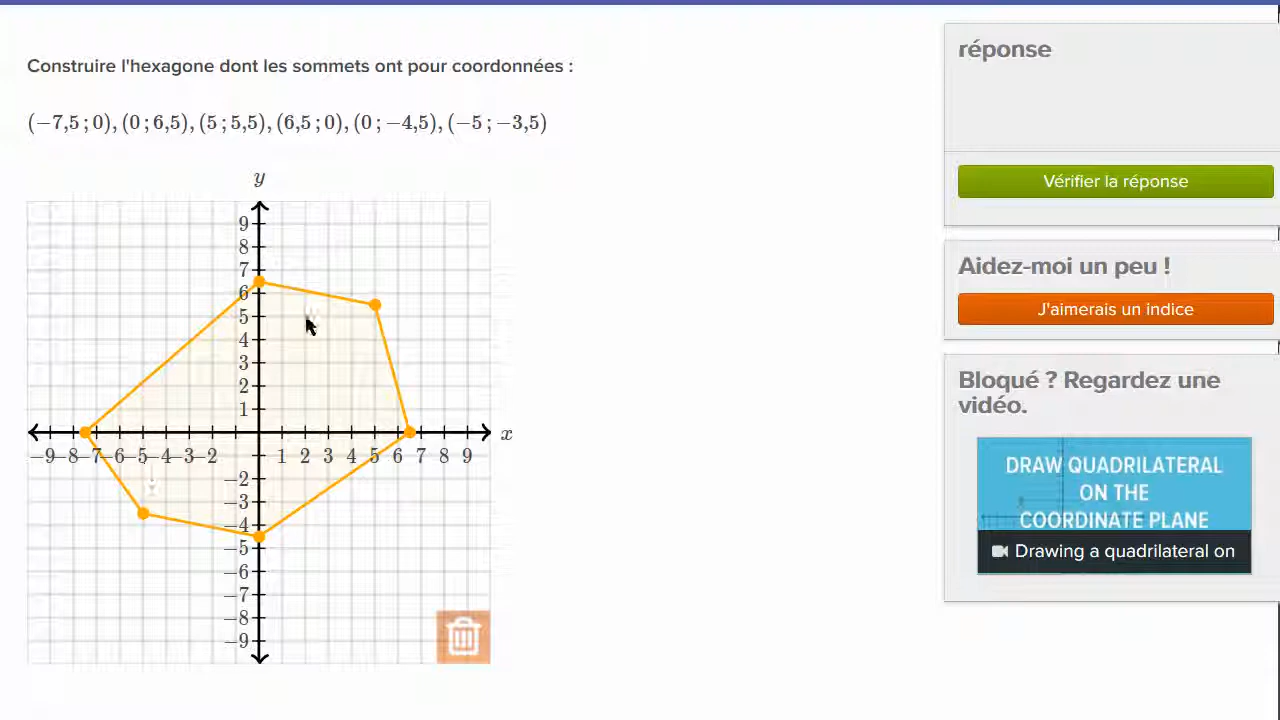 Construire l'hexagone dont les sommets ont pour coordonnées :
(−7,5 ; 0), (0 ; 6,5), (5 ; 5,5), (6,5 ; 0), (0 ; −4,5), (−5 ; −3,5)
y
9
8
7
6
5
4
3
2
1
−9 −8 −7 −6 −5 −4 −3 −2 1 2 3 4 5 6 7 8 9 x
−2
−3
−4
−5
−6
−7
−8
−9
réponse
Vérifier la réponse
Aidez-moi un peu !
J'aimerais un indice
Bloqué ? Regardez une
vidéo.
DRAW QUADRILATERAL
ON THE
COORDINATE PLANE
Drawing a quadrilateral on